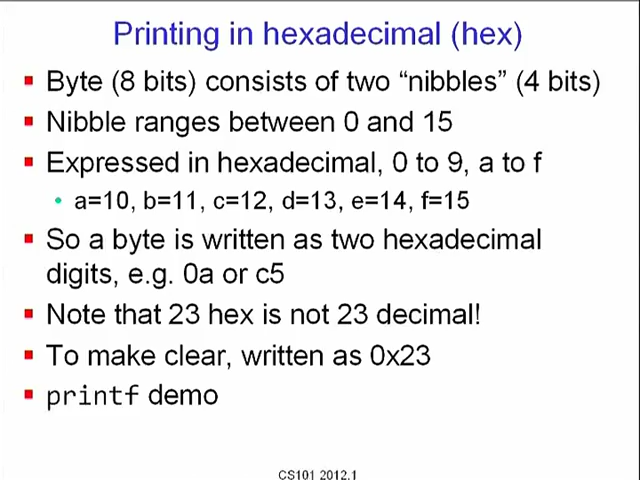 Printing in hexadecimal (hex)
Byte (8 bits) consists of two “nibbles” (4 bits)
Nibble ranges between 0 and 15
Expressed in hexadecimal, 0 to 9, a to f
a=10, b=11, c=12, d=13, e=14, f=15
So a byte is written as two hexadecimal
digits, e.g. 0a or c5
Note that 23 hex is not 23 decimal!
To make clear, written as 0x23
printf demo
CS101 2012.1